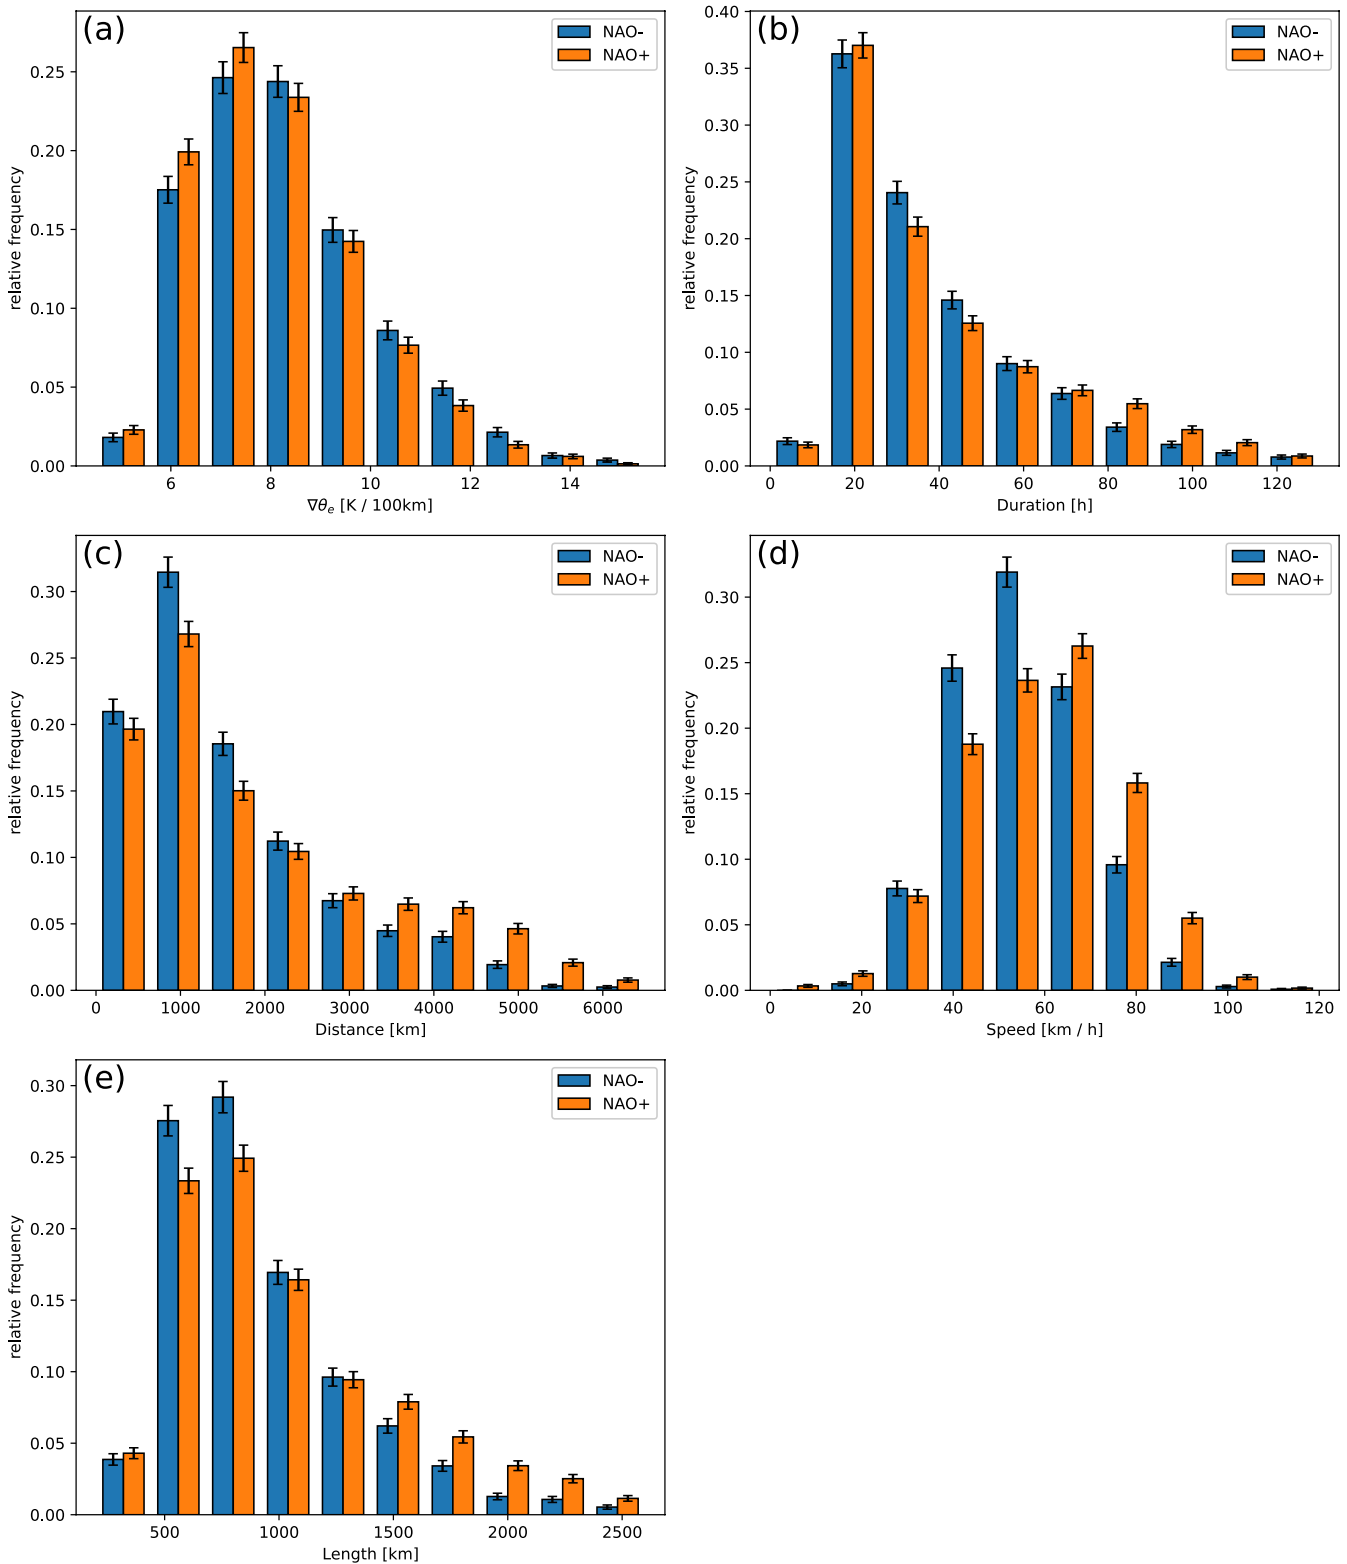 (a)
NAO-
NAO+
relative frequency
0.25
0.20
0.15
0.10
0.05
0.00
6 8 10 12 14
∇θe [K / 100km]
(b)
NAO-
NAO+
relative frequency
0.40
0.35
0.30
0.25
0.20
0.15
0.10
0.05
0.00
0 20 40 60 80 100 120
Duration [h]
(c)
NAO-
NAO+
relative frequency
0.30
0.25
0.20
0.15
0.10
0.05
0.00
0 1000 2000 3000 4000 5000 6000
Distance [km]
(d)
NAO-
NAO+
relative frequency
0.30
0.25
0.20
0.15
0.10
0.05
0.00
0 20 40 60 80 100 120
Speed [km / h]
(e)
NAO-
NAO+
relative frequency
0.30
0.25
0.20
0.15
0.10
0.05
0.00
500 1000 1500 2000 2500
Length [km]